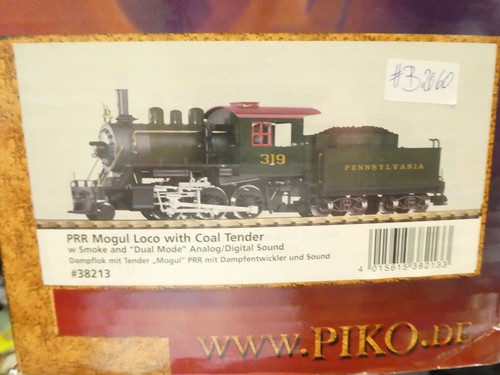 #B2060
319
PENNSYLVANIA
PRR Mogul Loco with Coal Tender
w Smoke and "Dual Mode" Analog/Digital Sound
Dampflok mit Tender „Mogul" PRR mit Dampfentwickler und Sound
#38213
4 015615 382133
WWW.PIKO.DE